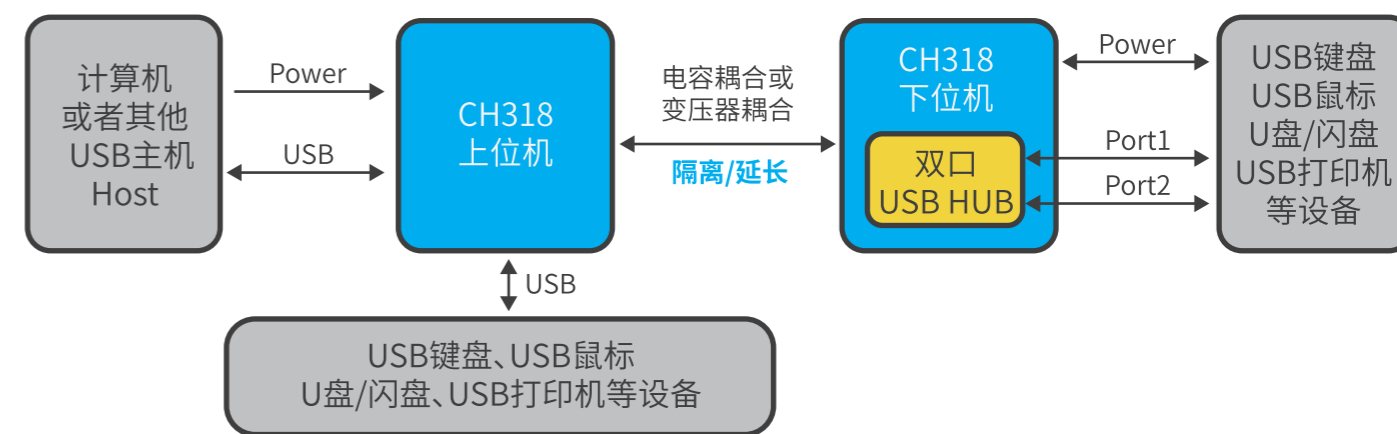 计算机
或者其他
USB主机
Host
Power
USB
CH318
上位机
USB
电容耦合或
变压器耦合
隔离/延长
CH318
下位机
双口
USB HUB
Power
Port1
Port2
USB键盘
USB鼠标
U盘/闪盘
USB打印机
等设备
USB键盘、USB鼠标
U盘/闪盘、USB打印机等设备